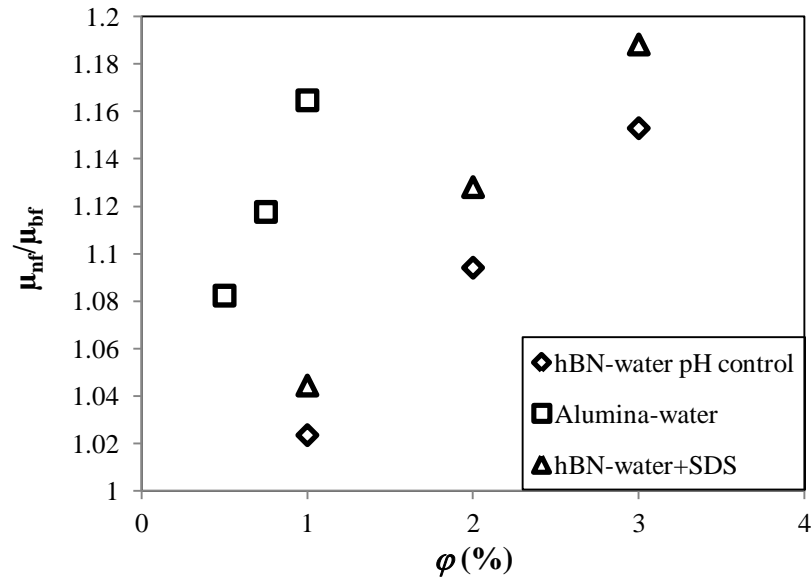 1.2
1.18
1.16
1.14
1.12
1.1
1.08
1.06
1.04
1.02
1
μnf/μbf
0 1 2 3 4
φ (%)
hBN-water pH control
Alumina-water
hBN-water+SDS